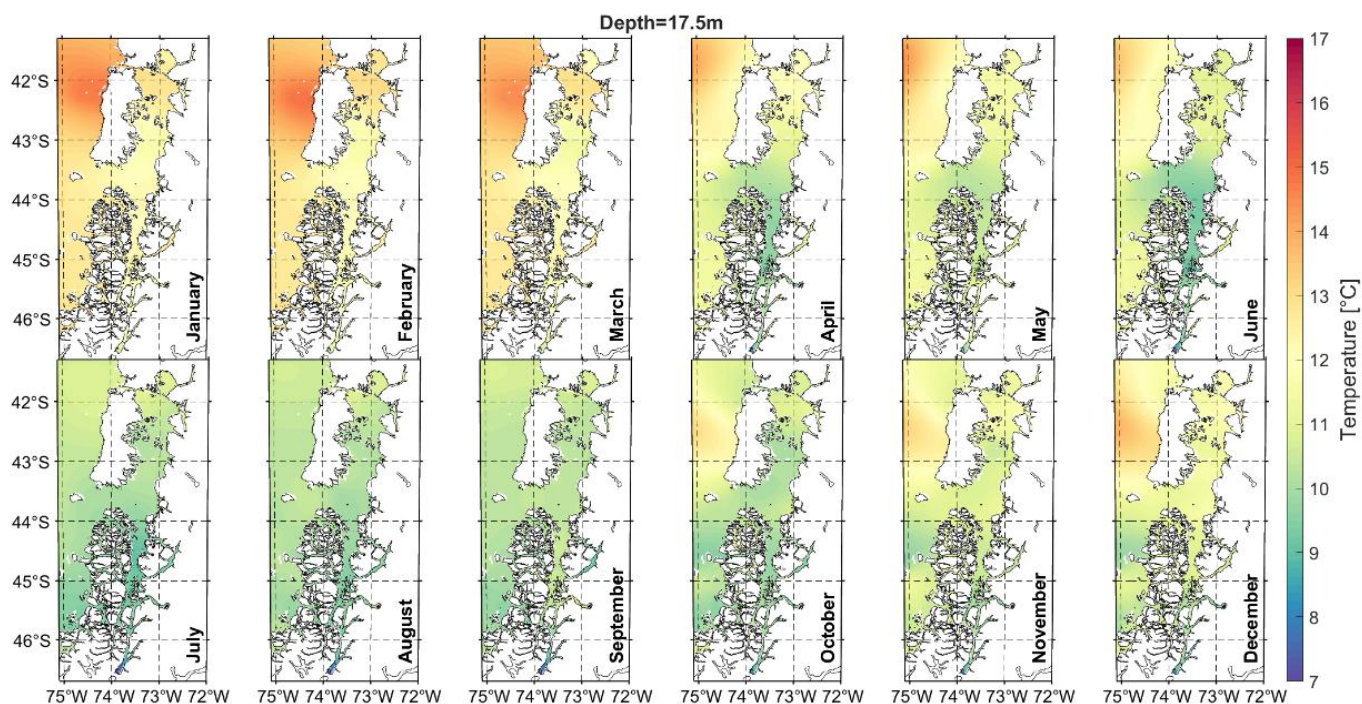 Depth=17.5m
42°S
43°S
44°S
45°S
46°S
January
February
March
April
May
June
42°S
43°S
44°S
45°S
46°S
July
August
September
October
November
December
75°W 74°W 73°W 72°W
75°W 74°W 73°W 72°W
75°W 74°W 73°W 72°W
75°W 74°W 73°W 72°W
75°W 74°W 73°W 72°W
75°W 74°W 73°W 72°W
17
16
15
14
13
12
11
10
9
8
7
Temperature [°C]